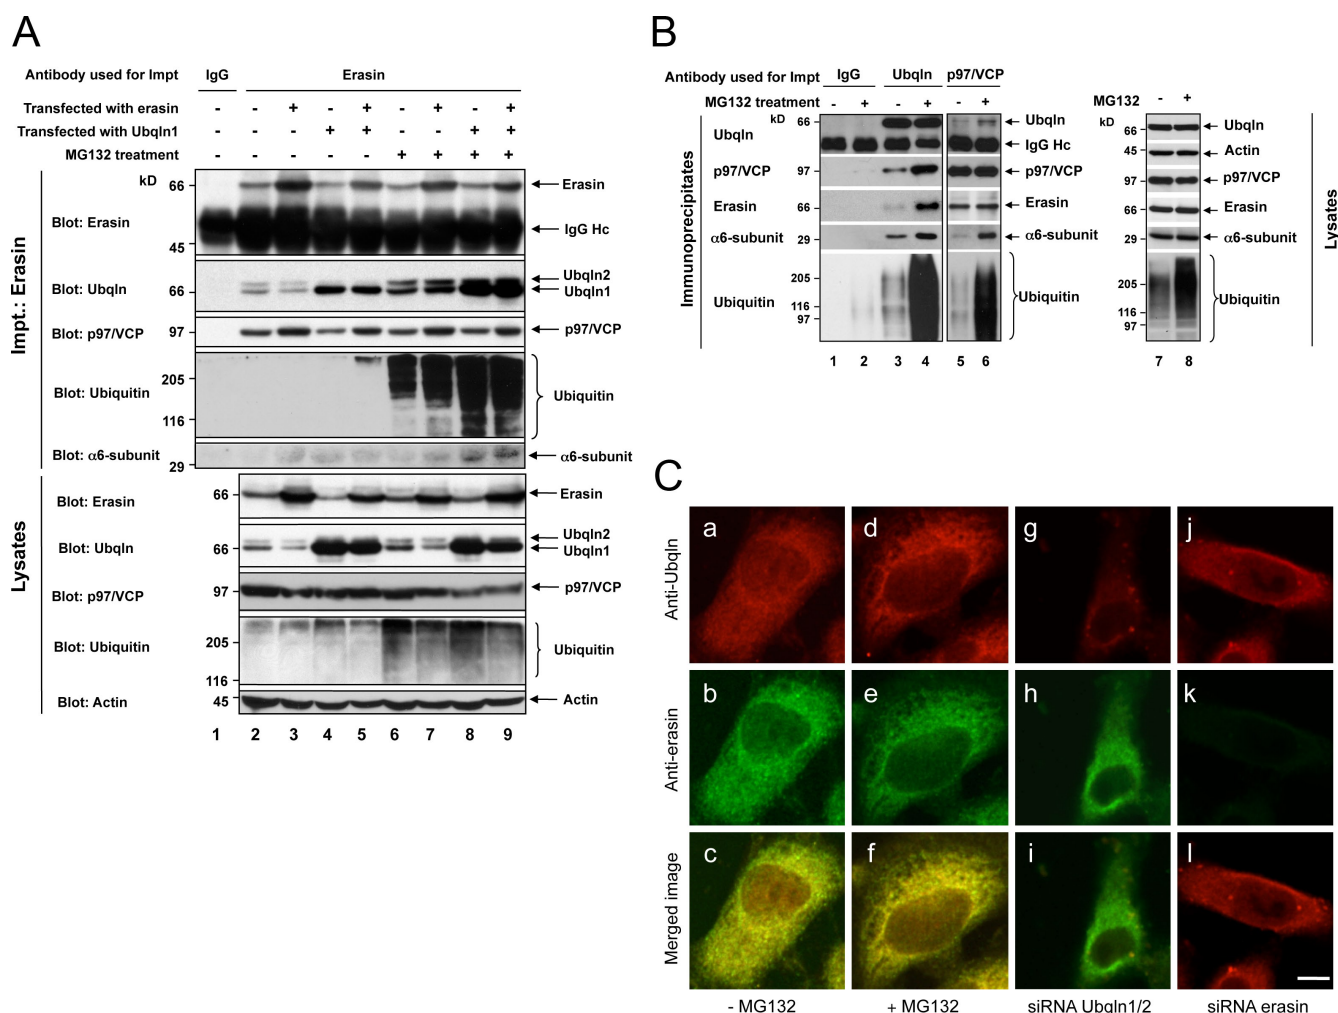 A
Antibody used for Impt IgG Erasin
Transfected with erasin - - + - + - + - +
Transfected with Ubqln1 - - - + + - - + +
MG132 treatment - - - - - + + + +
Impt.: Erasin
kD
Blot: Erasin 66 45 Erasin IgG Hc
Blot: Ubqln 66 Ubqln2 Ubqln1
Blot: p97/VCP 97 p97/VCP
Blot: Ubiquitin 205 116 Ubiquitin
Blot: α6-subunit 29 α6-subunit
Lysates
Blot: Erasin 66 Erasin
Blot: Ubqln 66 Ubqln2 Ubqln1
Blot: p97/VCP 97 p97/VCP
Blot: Ubiquitin 205 116 Ubiquitin
Blot: Actin 45 Actin
1 2 3 4 5 6 7 8 9
B
Antibody used for Impt IgG Ubqln p97/VCP
MG132 treatment - + - + - +
Immunoprecipitates
kD
Ubqln 66 Ubqln IgG Hc
p97/VCP 97 p97/VCP
Erasin 66 Erasin
α6-subunit 29 α6-subunit
Ubiquitin 205 116 97 Ubiquitin
1 2 3 4 5 6
MG132 - +
kD
66 Ubqln
45 Actin
97 p97/VCP
66 Erasin
29 α6-subunit
205 116 97 Ubiquitin
7 8
Lysates
C
Anti-Ubqln a d g j
Anti-erasin b e h k
Merged image c f i l
- MG132 + MG132 siRNA Ubqln1/2 siRNA erasin